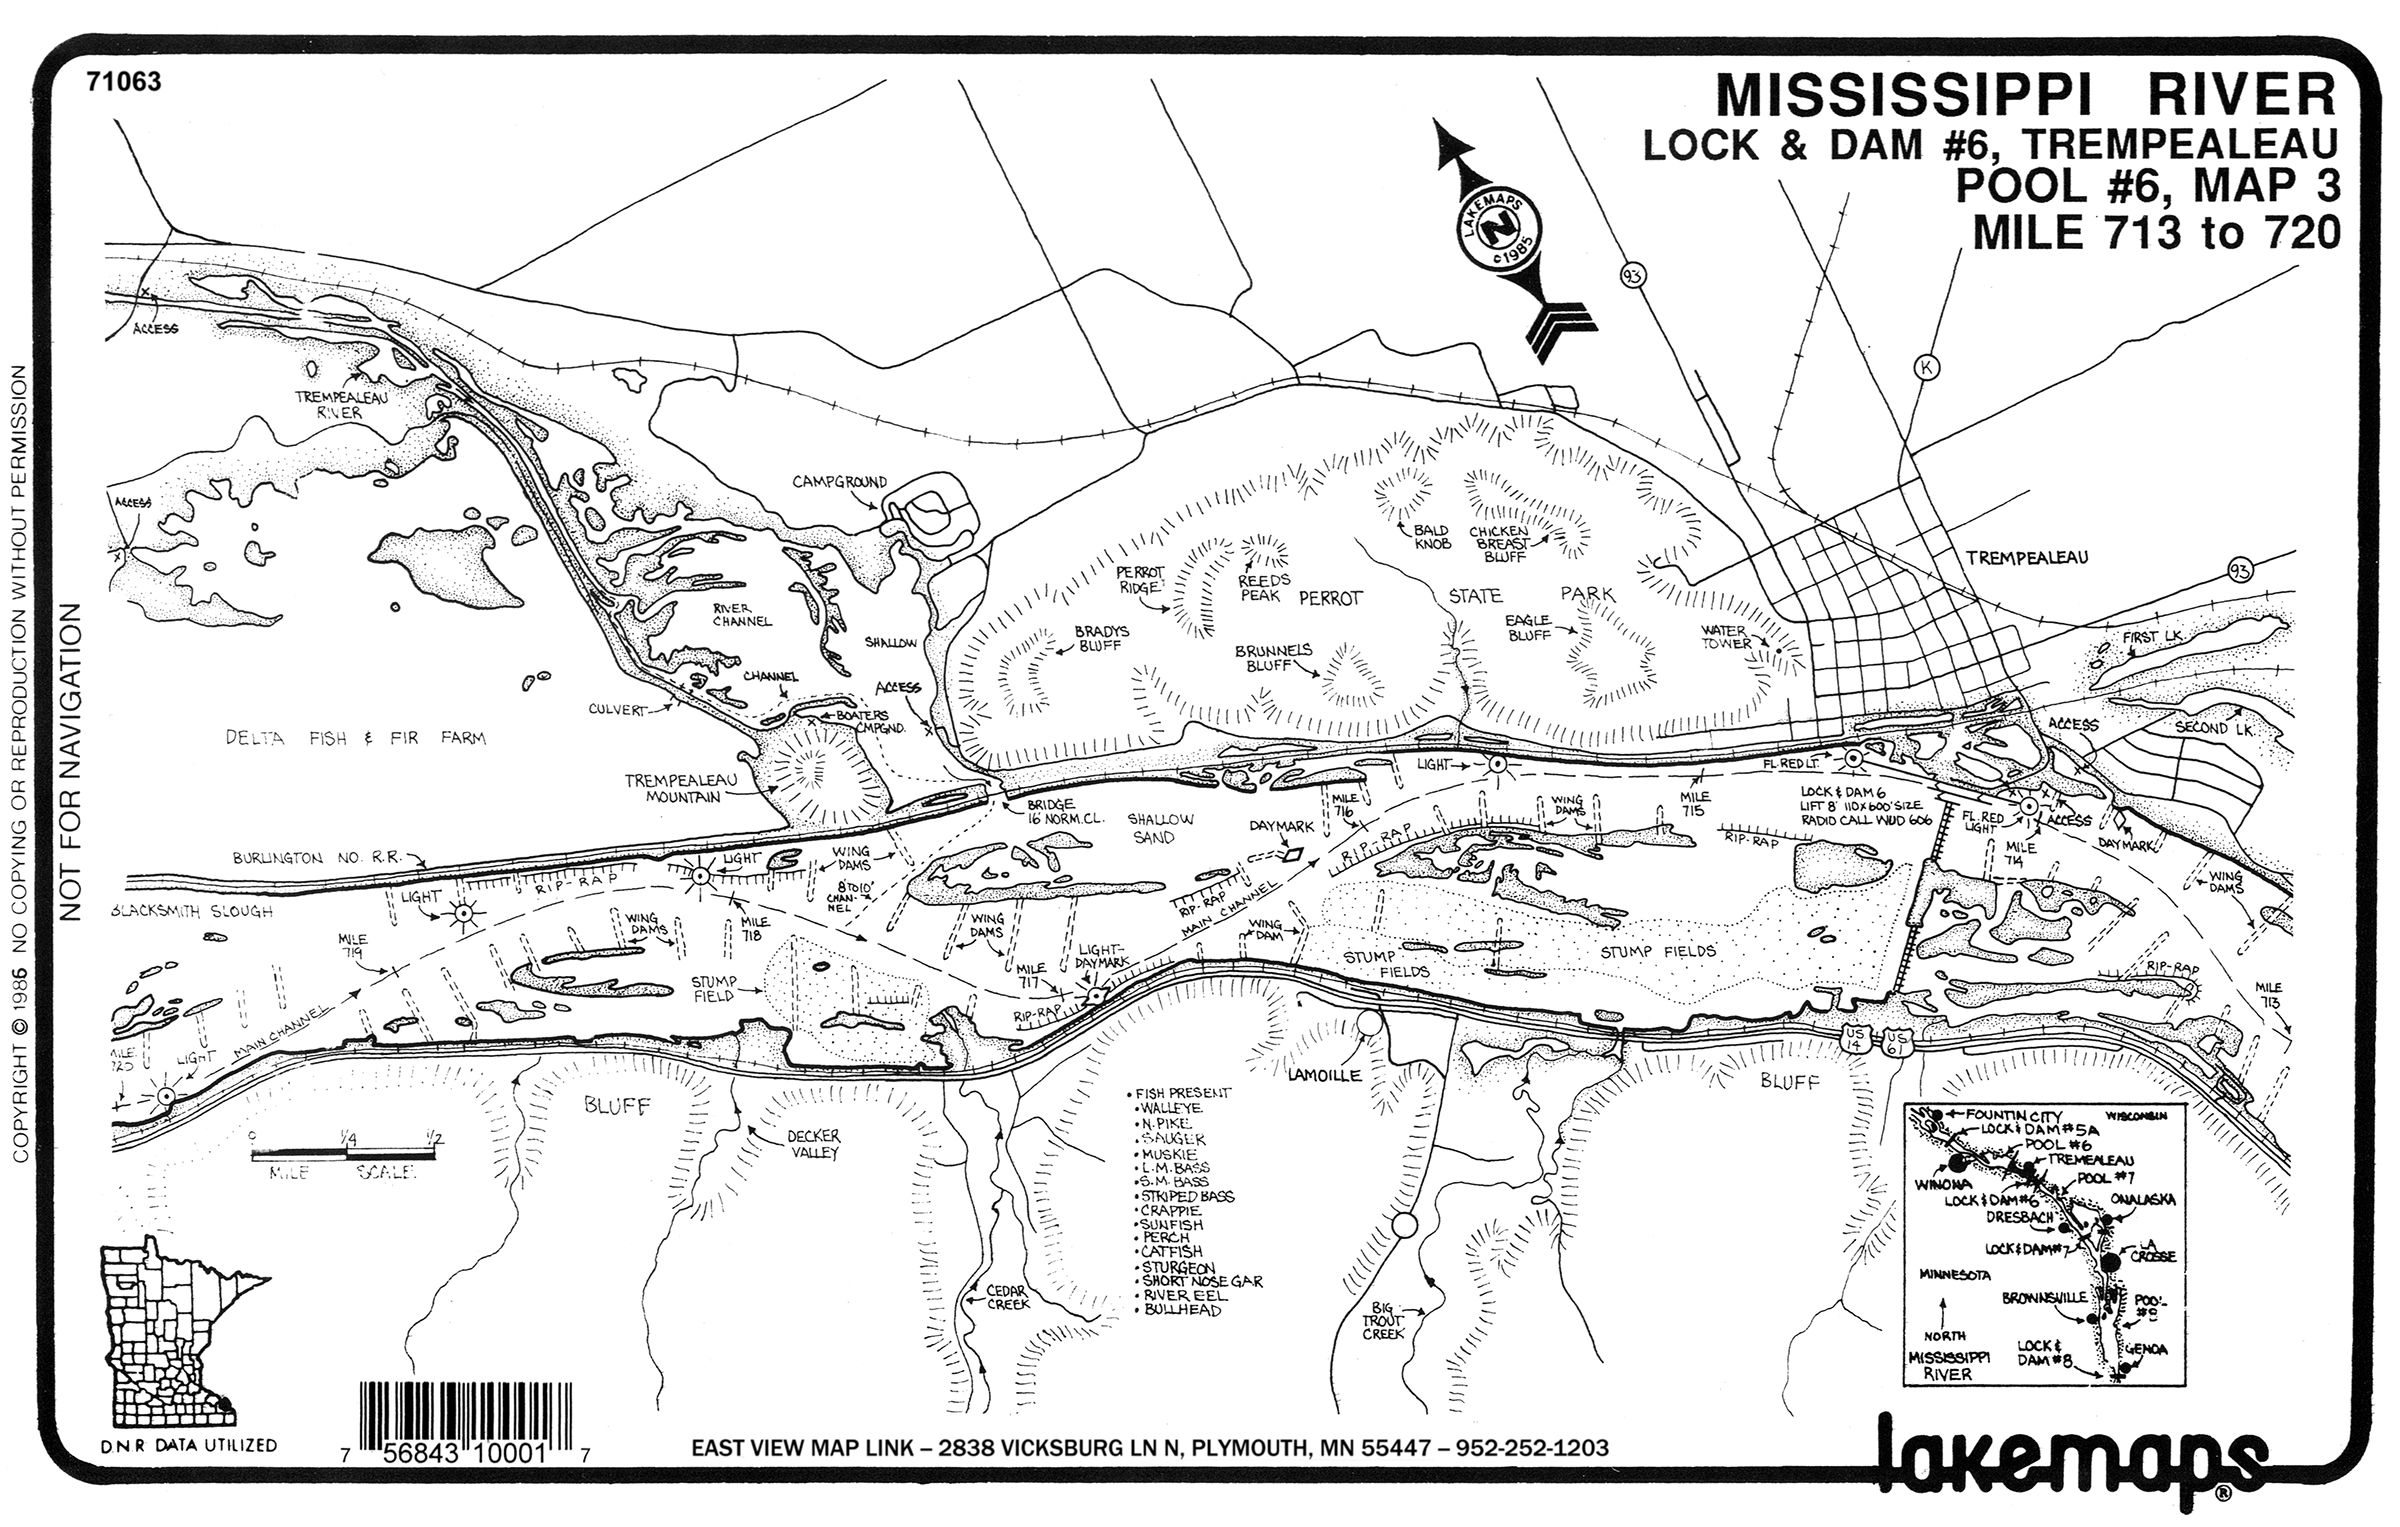 71063
MISSISSIPPI RIVER
LOCK & DAM #6, TREMPEALEAU
POOL #6, MAP 3
MILE 713 to 720
LAKEMAPS
N
©1985
93
K
ACCESS
TREMPEALEAU
RIVER
ACCESS
CAMPGROUND
BALD
KNOB
CHICKEN
BREAST
BLUFF
TREMPEALEAU
93
PERROT
RIDGE
REEDS
PEAK
PERROT
STATE
PARK
RIVER
CHANNEL
SHALLOW
BRADYS
BLUFF
BRUNNELS
BLUFF
EAGLE
BLUFF
WATER
TOWER
FIRST LK.
CHANNEL
ACCESS
CULVERT
BOATERS
CMPGND.
DELTA FISH & FIR FARM
ACCESS
SECOND LK.
TREMPEALEAU
MOUNTAIN
LIGHT
FL. RED LT.
BRIDGE
16' NORM. CL.
SHALLOW
SAND
DAYMARK
MILE
716
RIP-RAP
WING
DAMS
MILE
715
LOCK & DAM 6
LIFT 8' 110X600' SIZE
RADIO CALL WUD 606
RIP-RAP
FL. RED
LIGHT
ACCESS
DAYMARK
MILE
714
WING
DAMS
BURLINGTON NO. R.R.
LIGHT
WING
DAMS
RIP-RAP
LIGHT
8' TO 10'
CHAN-
NEL
BLACKSMITH SLOUGH
RIP-RAP
MAIN CHANNEL
WING
DAMS
MILE
718
WING
DAMS
WING
DAM
MILE
719
LIGHT-
DAYMARK
MILE
717
STUMP
FIELD
STUMP
FIELDS
STUMP FIELDS
RIP-RAP
RIP-RAP
MILE
713
MAIN CHANNEL
LIGHT
US
14
US
61
LAMOILLE
BLUFF
BLUFF
0 1/4 1/2
MILE SCALE
DECKER
VALLEY
CEDAR
CREEK
BIG
TROUT
CREEK
• FISH PRESENT
• WALLEYE
• N. PIKE
• SAUGER
• MUSKIE
• L.M. BASS
• S.M. BASS
• STRIPED BASS
• CRAPPIE
• SUNFISH
• PERCH
• CATFISH
• STURGEON
• SHORT NOSE GAR
• RIVER EEL
• BULLHEAD
FOUNTIN CITY
WISCONSIN
LOCK & DAM #5A
POOL #6
TREMEALEAU
POOL #7
WINONA
LOCK & DAM #6
ONALASKA
DRESBACH
LOCK & DAM #7
LA
CROSSE
MINNESOTA
BROWNSVILLE
NORTH
MISSISSIPPI
RIVER
LOCK &
DAM #8
GENOA
D.N.R. DATA UTILIZED
7 56843 10001 7
EAST VIEW MAP LINK – 2838 VICKSBURG LN N, PLYMOUTH, MN 55447 – 952-252-1203
lakemaps®
NOT FOR NAVIGATION
COPYRIGHT © 1986 NO COPYING OR REPRODUCTION WITHOUT PERMISSION